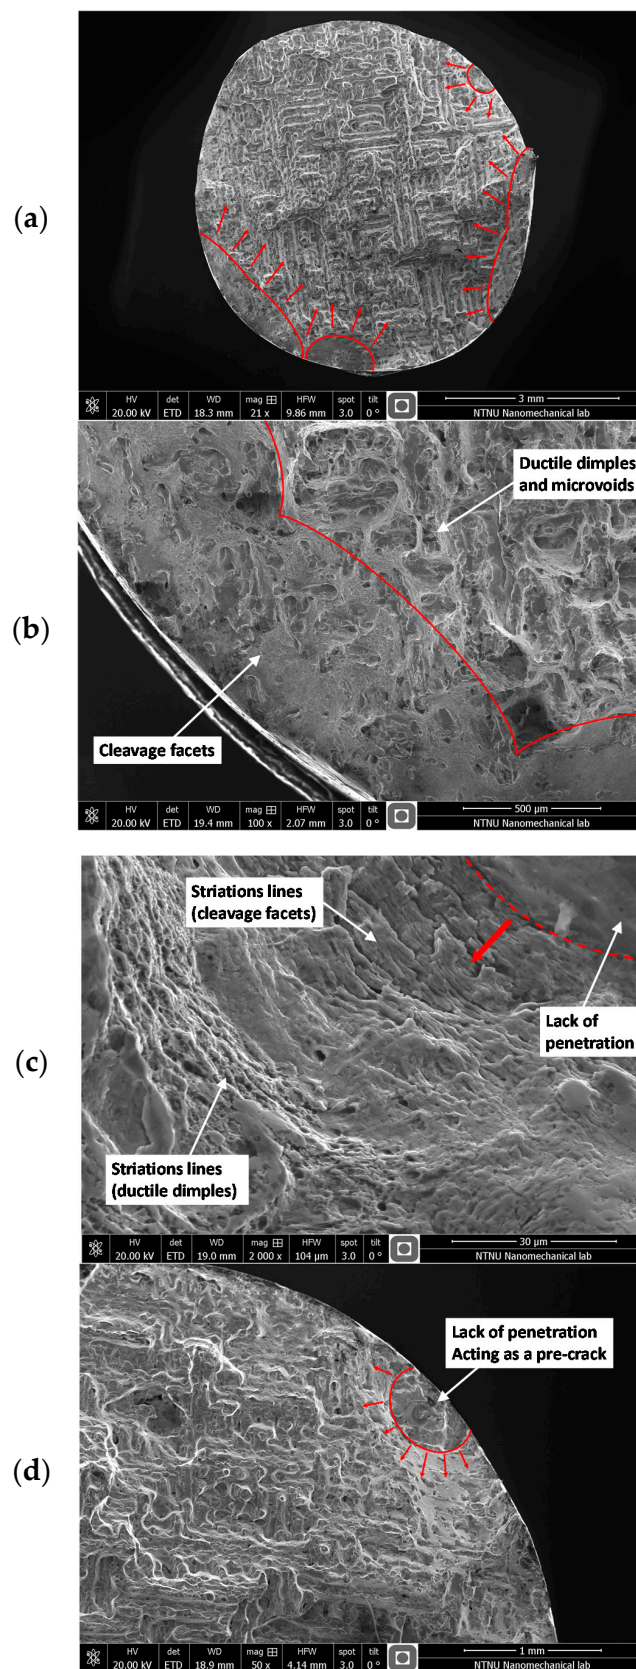 (a)
HV det WD mag HFW spot tilt 3 mm
20.00 kV ETD 18.3 mm 21 x 9.86 mm 3.0 0 ° NTNU Nanomechanical lab
(b)
Ductile dimples
and microvoids
Cleavage facets
HV det WD mag HFW spot tilt 500 µm
20.00 kV ETD 19.4 mm 100 x 2.07 mm 3.0 0 ° NTNU Nanomechanical lab
(c)
Striations lines
(cleavage facets)
Lack of
penetration
Striations lines
(ductile dimples)
HV det WD mag HFW spot tilt 30 µm
20.00 kV ETD 19.0 mm 2 000 x 104 µm 3.0 0 ° NTNU Nanomechanical lab
(d)
Lack of penetration
Acting as a pre-crack
HV det WD mag HFW spot tilt 1 mm
20.00 kV ETD 18.9 mm 50 x 4.14 mm 3.0 0 ° NTNU Nanomechanical lab